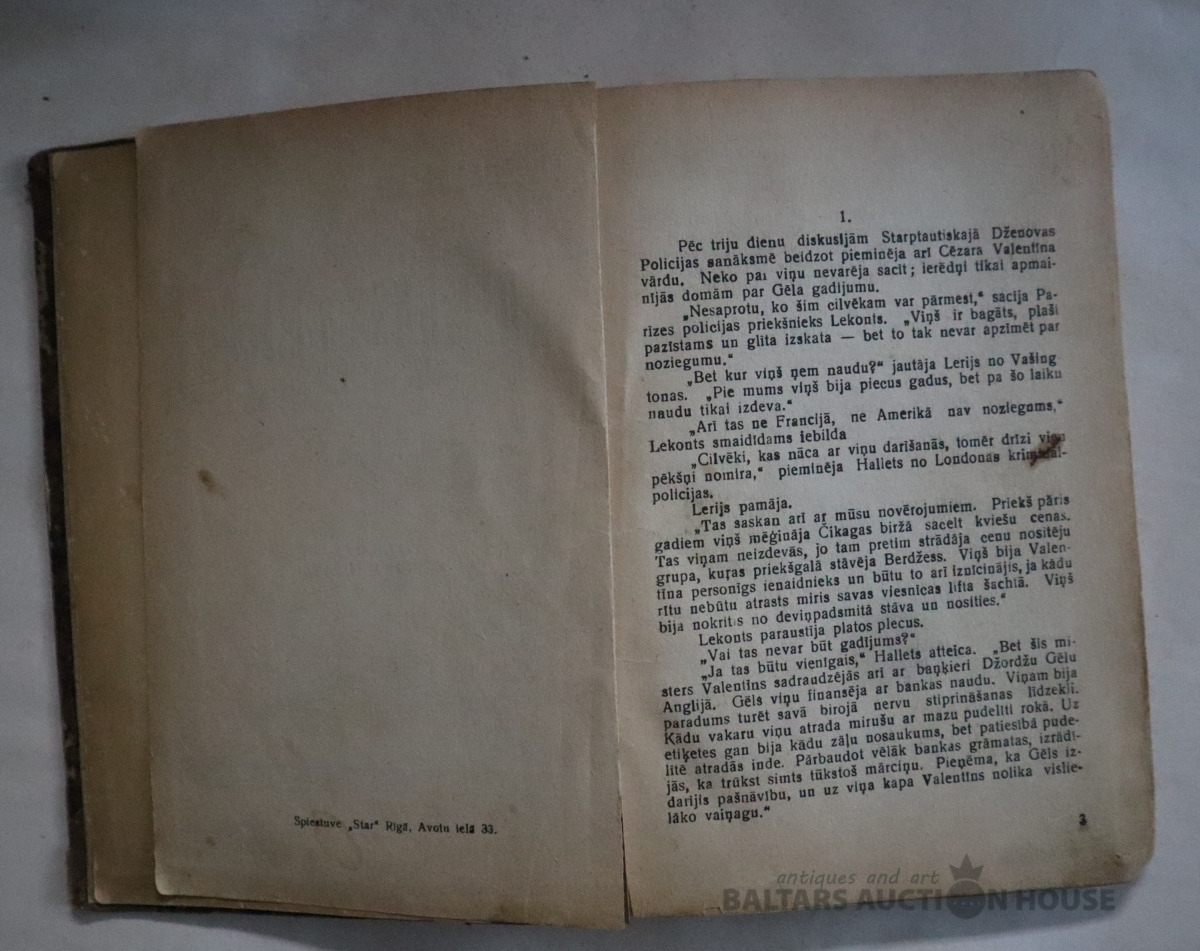 Spiestuve „Star“ Rīgā, Avotu ielā 33.
1.
Pēc triju dienu diskusijām Starptautiskajā Dženovas
Policijas sanāksmē beidzot pieminēja arī Cēzara Valentīna
vārdu. Neko par viņu nevarēja sacīt; ierēdņi tikai apmai-
nījās domām par Gēla gadījumu.
„Nesaprotu, ko šim cilvēkam var pārmest,“ sacīja Pa-
rīzes policijas priekšnieks Lekonts. „Viņš ir bagāts, plaši
pazīstams un glīta izskata — bet to tak nevar apzīmēt par
noziegumu.“
„Bet kur viņš ņem naudu?“ jautāja Lerijs no Vašing
tonas. „Pie mums viņš bija piecus gadus, bet pa šo laiku
naudu tikai izdeva.“
„Arī tas ne Francijā, ne Amerikā nav noziegums,“
Lekonts smaidīdams iebilda
„Cilvēki, kas nāca ar viņu darīšanās, tomēr drīzi
pēkšņi nomira,“ pieminēja Hallets no Londonas kriminal-
policijas.
Lerijs pamāja.
„Tas saskan arī ar mūsu novērojumiem. Priekš pāris
gadiem viņš mēģināja Čikagas biržā sacelt kviešu cenas.
Tas viņam neizdevās, jo tam pretim strādāja cenu nositēju
grupa, kuŗas priekšgalā stāvēja Berdžess. Viņš bija Valen-
tīna personīgs ienaidnieks un būtu to arī iznīcinājis, ja kādu
rītu nebūtu atrasts miris savas viesnīcas lifta šachtā. Viņš
bija nokritis no deviņpadsmitā stāva un nosities.“
Lekonts paraustīja platos plecus.
„Vai tas nevar būt gadījums?“
„Ja tas būtu vienīgais,“ Hallets atteica. „Bet šis mi-
sters Valentīns sadraudzējās arī ar baņķieri Džordžu Gēlu
Anglijā. Gēls viņu finansēja ar bankas naudu. Viņam bija
paradums turēt savā birojā nervu stiprināšanas līdzekli.
Kādu vakaru viņu atrada mirušu ar mazu pudelīti rokā. Uz
etiķetes gan bija kādu zāļu nosaukums, bet patiesībā pude-
lītē atradās inde. Pārbaudot vēlāk bankas grāmatas, izrādī-
jās, ka trūkst simts tūkstoš mārciņu. Pieņēma, ka Gēls iz-
darījis pašnāvību, un uz viņa kapa Valentīns nolika vislie-
lāko vaiņagu.“
3
antiques and art
BALTARS AUCTION HOUSE